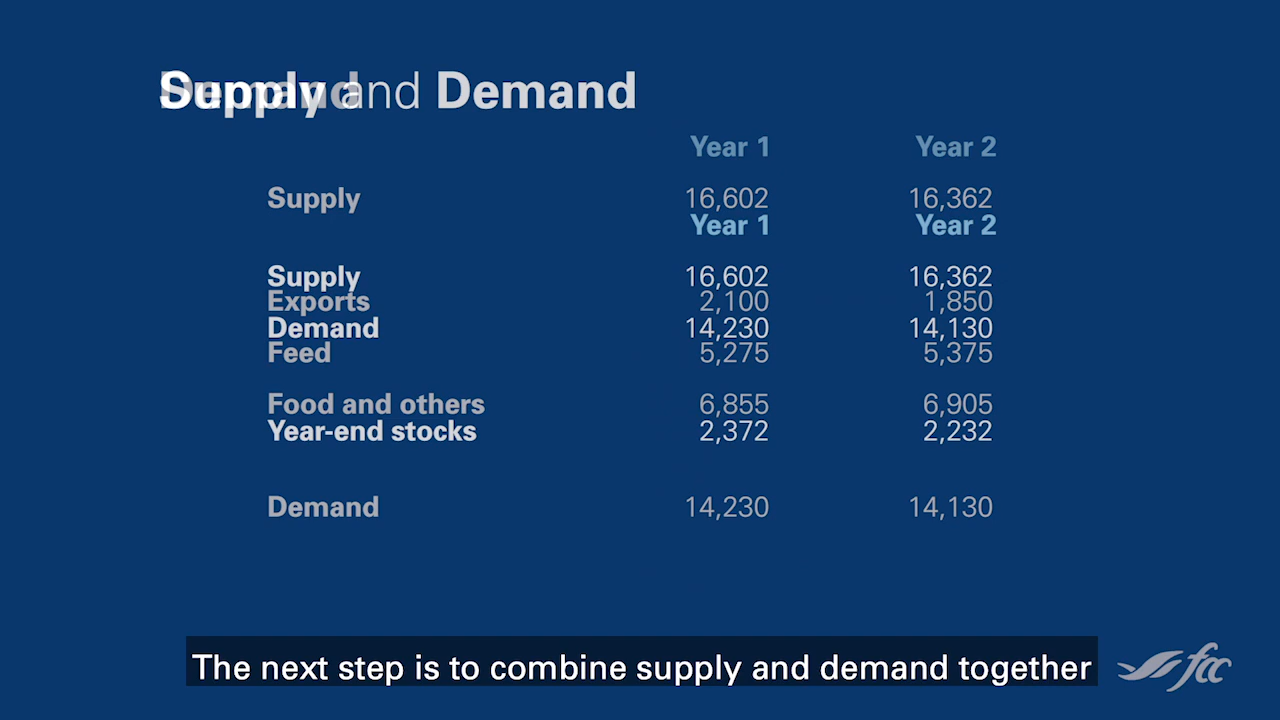 Supply and Demand
Demand
Year 1 Year 2
Supply 16,602 16,362
Year 1 Year 2
Supply 16,602 16,362
Exports 2,100 1,850
Demand 14,230 14,130
Feed 5,275 5,375
Food and others 6,855 6,905
Year-end stocks 2,372 2,232
Demand 14,230 14,130
The next step is to combine supply and demand together
fcc